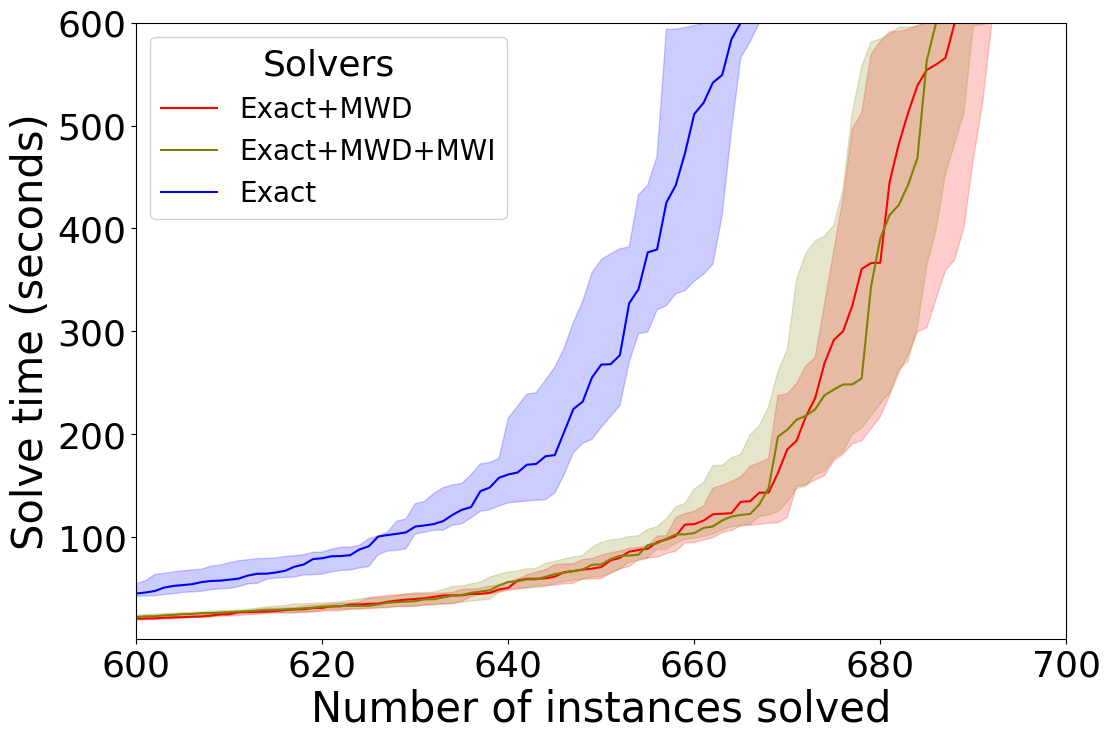 600
500
400
300
200
100
Solve time (seconds)
Solvers
Exact+MWD
Exact+MWD+MWI
Exact
600 620 640 660 680 700
Number of instances solved